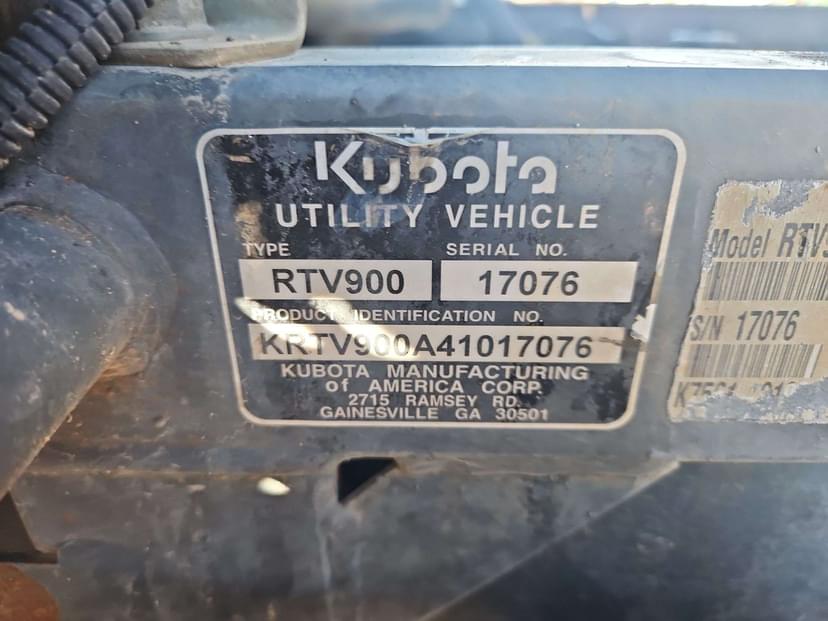 Kubota
UTILITY VEHICLE
TYPE SERIAL NO.
RTV900 17076
PRODUCT IDENTIFICATION NO.
KRTV900A41017076
KUBOTA MANUFACTURING
of AMERICA CORP.
2715 RAMSEY RD.
GAINESVILLE GA 30501
Model RTV9
S/N 17076